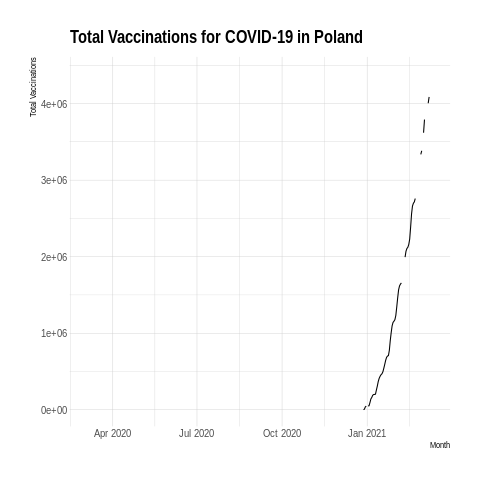 Total Vaccinations for COVID-19 in Poland
Total Vaccinations
4e+06
3e+06
2e+06
1e+06
0e+00
Apr 2020 Jul 2020 Oct 2020 Jan 2021
Month